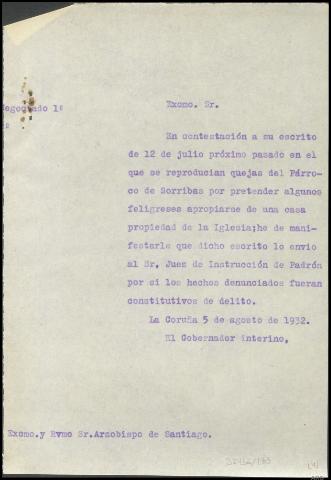 Negociado 1º
Excmo. Sr.
En contestación a su escrito
de 12 de julio próximo pasado en el
que se reproducian quejas del Párro-
co de Sorribas por pretender algunos
feligreses apropiarse de una casa
propiedad de la Iglesia;he de mani-
festarle que dicho escrito lo envio
al Sr. Juez de Instrucción de Padrón
por si los hechos denunciados fueran
constitutivos de delito.
La Coruña 5 de agosto de 1932.
El Gobernador interino,
Excmo.y Rvmo Sr.Arzobispo de Santiago.